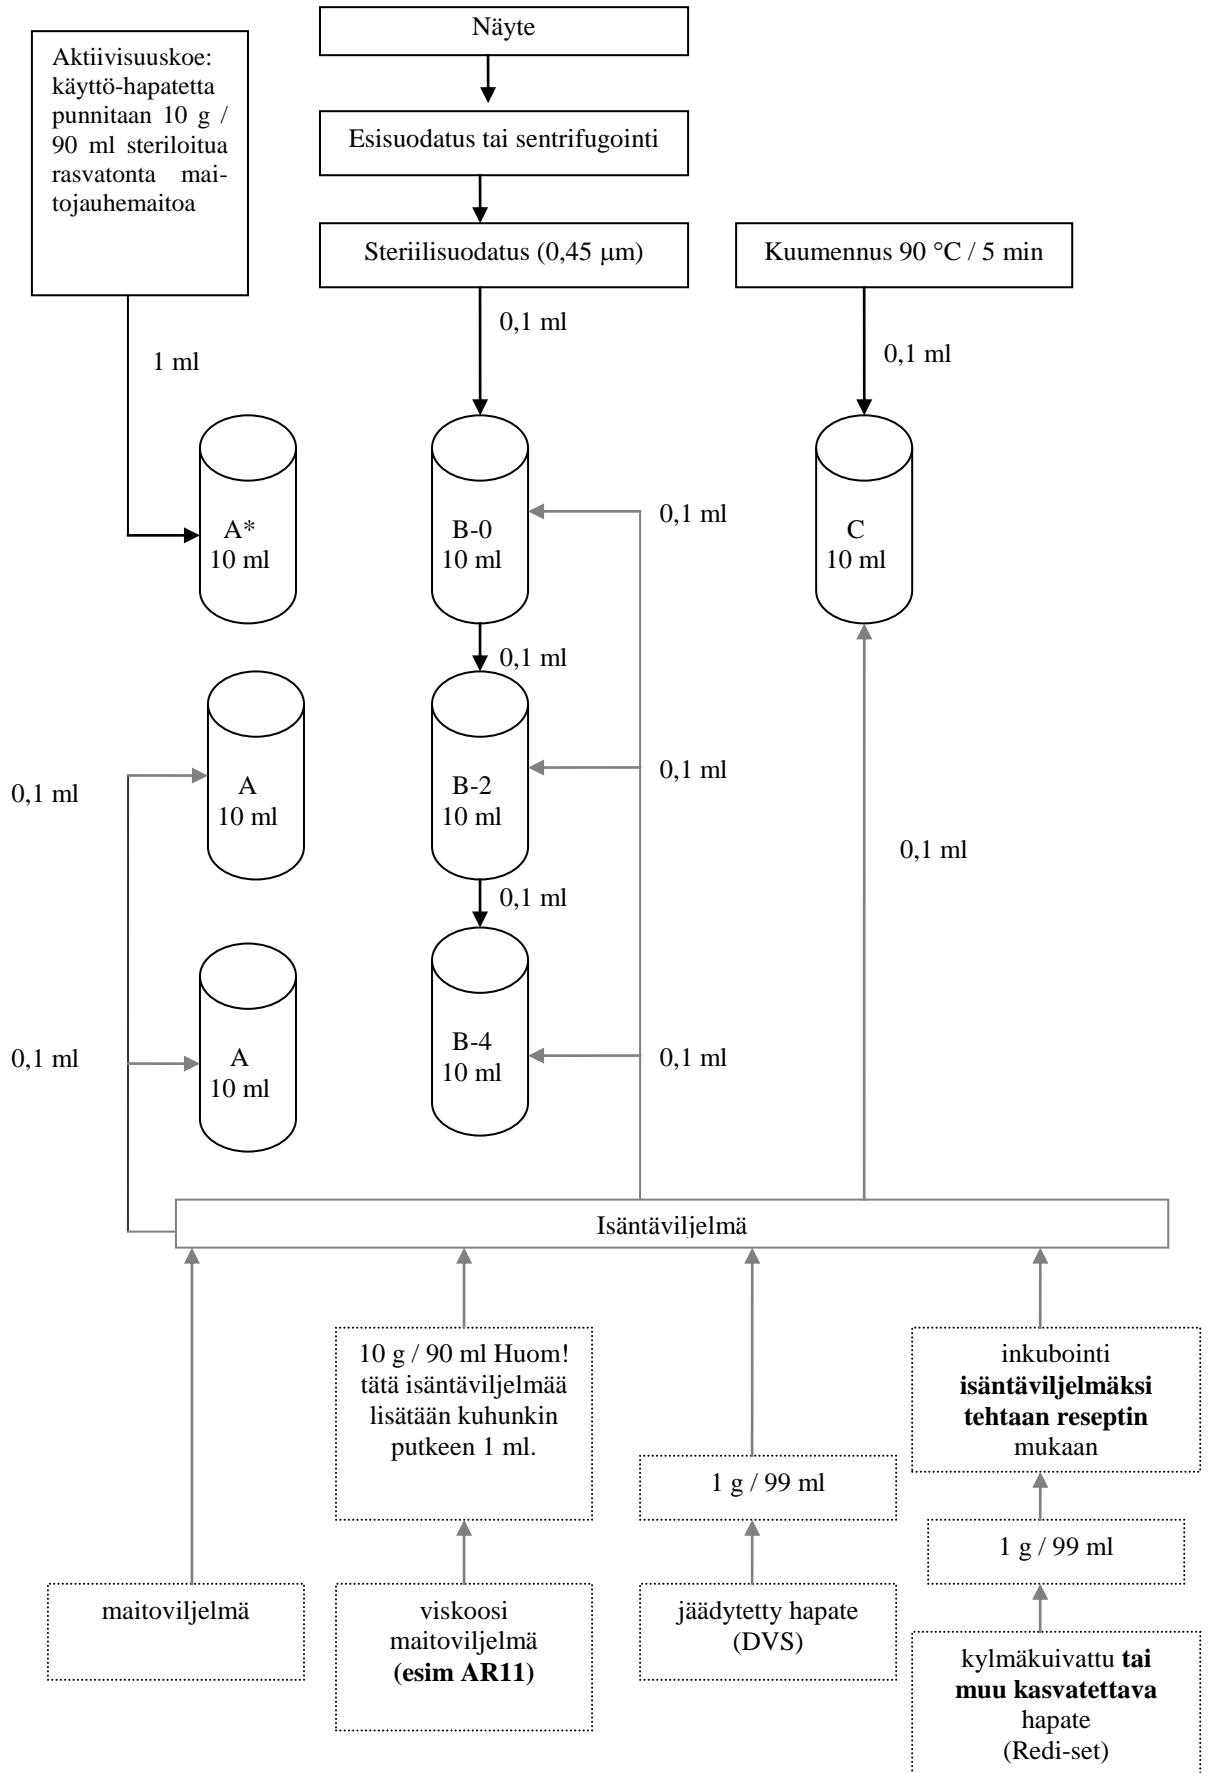 Näyte
Aktiivisuuskoe:
käyttö-hapatetta
punnitaan 10 g /
90 ml steriloitua
rasvatonta mai-
tojauhemaitoa
Esisuodatus tai sentrifugointi
Steriilisuodatus (0,45 µm)
Kuumennus 90 °C / 5 min
0,1 ml
0,1 ml
1 ml
A*
10 ml
B-0
10 ml
0,1 ml
C
10 ml
0,1 ml
0,1 ml
A
10 ml
B-2
10 ml
0,1 ml
0,1 ml
0,1 ml
0,1 ml
A
10 ml
B-4
10 ml
0,1 ml
Isäntäviljelmä
10 g / 90 ml Huom!
tätä isäntäviljelmää
lisätään kuhunkin
putkeen 1 ml.
inkubointi
isäntäviljelmäksi
tehtaan reseptin
mukaan
1 g / 99 ml
1 g / 99 ml
maitoviljelmä
viskoosi
maitoviljelmä
(esim AR11)
jäädytetty hapate
(DVS)
kylmäkuivattu tai
muu kasvatettava
hapate
(Redi-set)